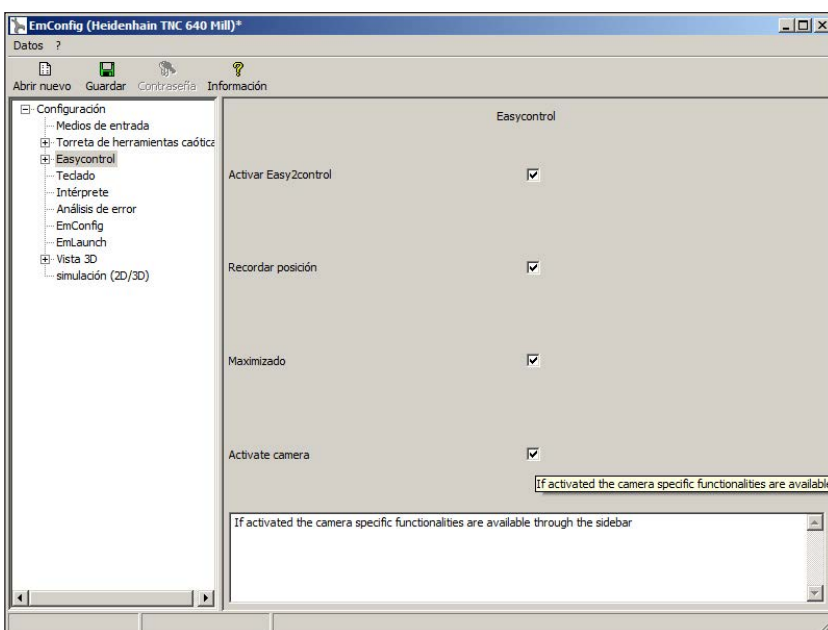 EmConfig (Heidenhain TNC 640 Mill)*
Datos ?
Abrir nuevo Guardar Contraseña Información
Configuración
Medios de entrada
Torreta de herramientas caótica
Easycontrol
Teclado
Intérprete
Análisis de error
EmConfig
EmLaunch
Vista 3D
simulación (2D/3D)
Easycontrol
Activar Easy2control
Recordar posición
Maximizado
Activate camera
If activated the camera specific functionalities are available
If activated the camera specific functionalities are available through the sidebar